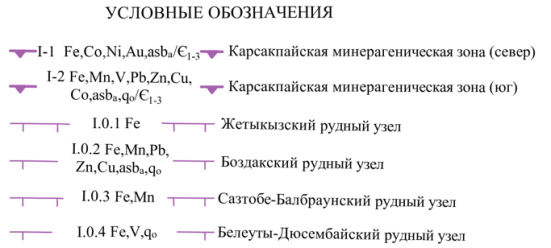 УСЛОВНЫЕ ОБОЗНАЧЕНИЯ
I-1 Fe,Co,Ni,Au,asbₐ/Є₁₋₃ Карсакпайская минерагеническая зона (север)
I-2 Fe,Mn,V,Pb,Zn,Cu,
Co,asbₐ,qₒ/Є₁₋₃ Карсакпайская минерагеническая зона (юг)
I.0.1 Fe Жетыкызский рудный узел
I.0.2 Fe,Mn,Pb,
Zn,Cu,asbₐ,qₒ Боздакский рудный узел
I.0.3 Fe,Mn Сазтобе-Балбраунский рудный узел
I.0.4 Fe,V,qₒ Белеуты-Дюсембайский рудный узел